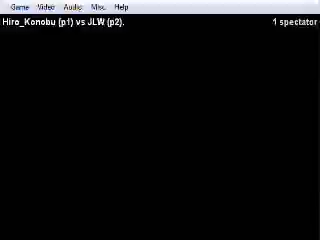 Game Video Audio Misc. Help
Hiro_Konobu (p1) vs JLW (p2). 1 spectator